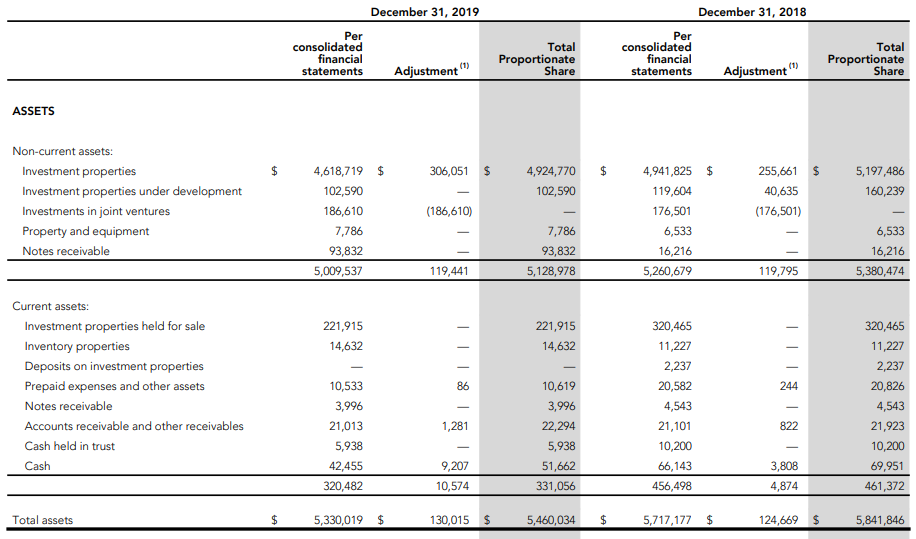 December 31, 2019 December 31, 2018
Per Per
consolidated consolidated
financial Total financial Total
statements Adjustment (1) Proportionate Share statements Adjustment (1) Proportionate Share
ASSETS
Non-current assets:
Investment properties $ 4,618,719 $ 306,051 $ 4,924,770 $ 4,941,825 $ 255,661 $ 5,197,486
Investment properties under development 102,590 — 102,590 119,604 40,635 160,239
Investments in joint ventures 186,610 (186,610) — 176,501 (176,501) —
Property and equipment 7,786 — 7,786 6,533 — 6,533
Notes receivable 93,832 — 93,832 16,216 — 16,216
5,009,537 119,441 5,128,978 5,260,679 119,795 5,380,474
Current assets:
Investment properties held for sale 221,915 — 221,915 320,465 — 320,465
Inventory properties 14,632 — 14,632 11,227 — 11,227
Deposits on investment properties — — — 2,237 — 2,237
Prepaid expenses and other assets 10,533 86 10,619 20,582 244 20,826
Notes receivable 3,996 — 3,996 4,543 — 4,543
Accounts receivable and other receivables 21,013 1,281 22,294 21,101 822 21,923
Cash held in trust 5,938 — 5,938 10,200 — 10,200
Cash 42,455 9,207 51,662 66,143 3,808 69,951
320,482 10,574 331,056 456,498 4,874 461,372
Total assets $ 5,330,019 $ 130,015 $ 5,460,034 $ 5,717,177 $ 124,669 $ 5,841,846